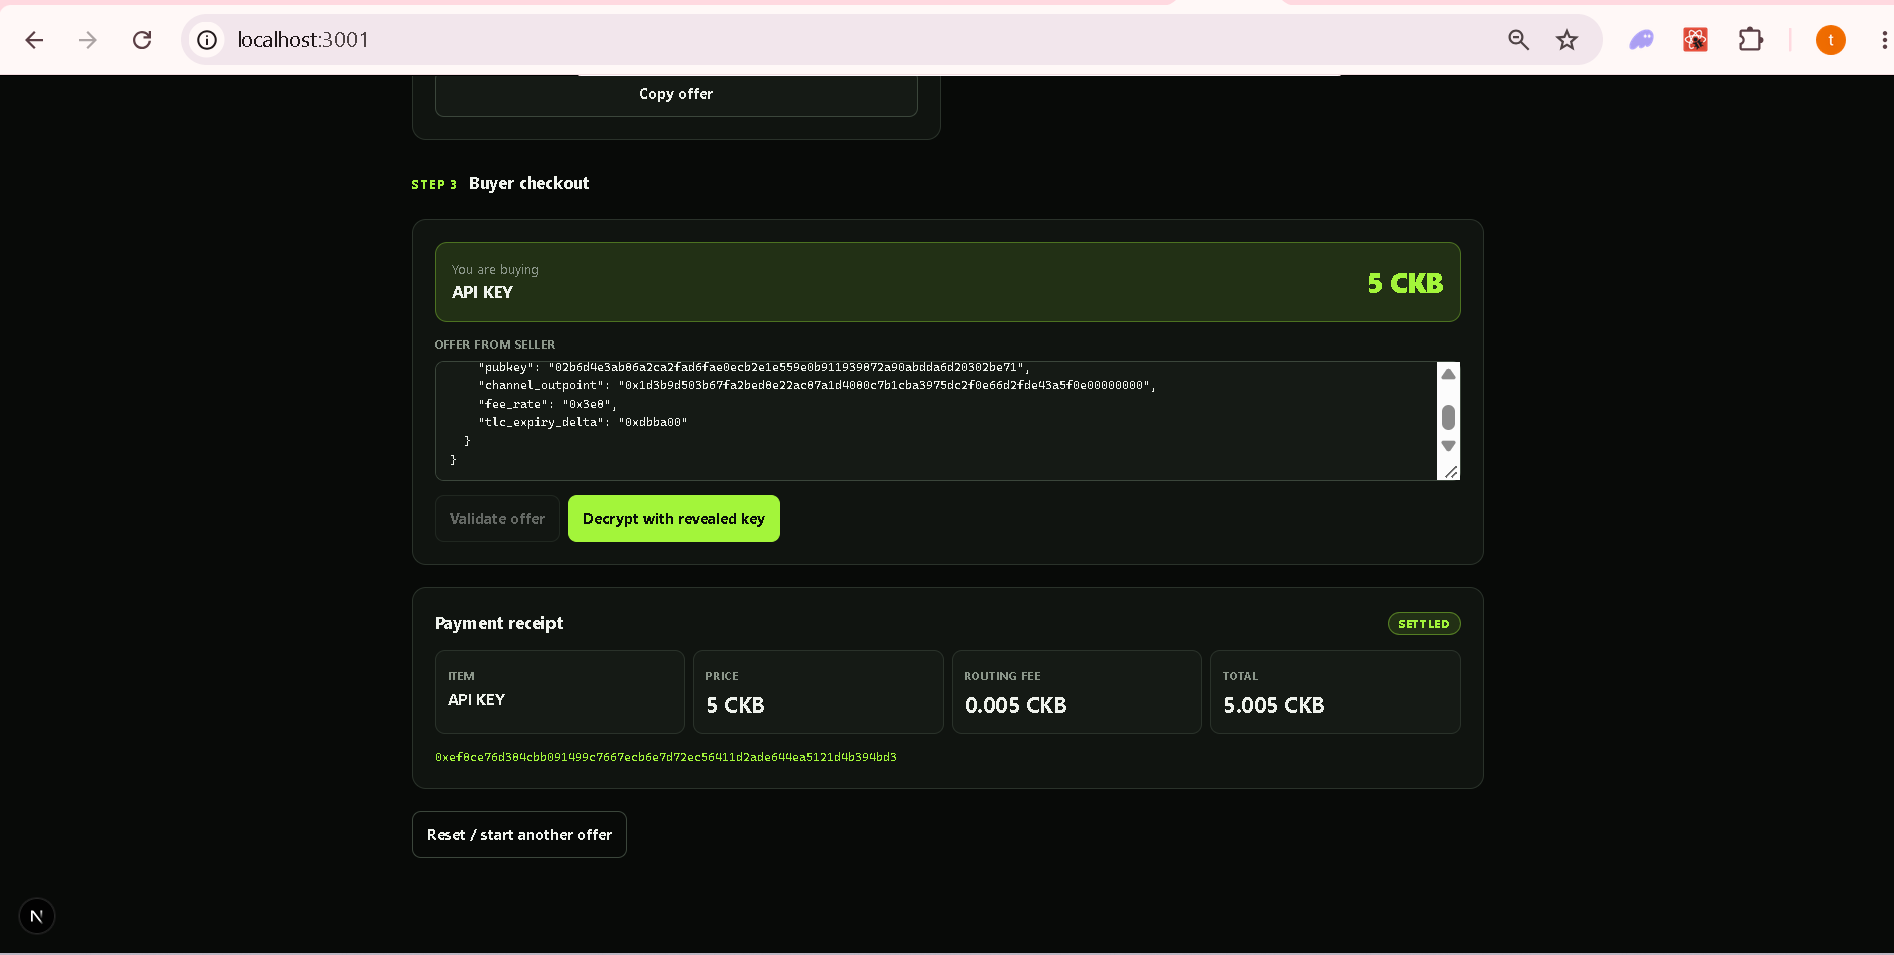 localhost:3001
t
Copy offer
STEP 3 Buyer checkout
You are buying
API KEY
5 CKB
OFFER FROM SELLER
"pubkey": "02b6d4e3ab06a2ca2fad6fae0ecb2e1e559e0b911939072a90abdda6d20302be71",
"channel_outpoint": "0x1d3b9d503b67fa2bed0e22ac07a1d4080c7b1cba3975dc2f0e66d2fde43a5f0e00000000",
"fee_rate": "0x3e8",
"tlc_expiry_delta": "0xdbba00"
}
}
Validate offer
Decrypt with revealed key
Payment receipt
SETTLED
ITEM
API KEY
PRICE
5 CKB
ROUTING FEE
0.005 CKB
TOTAL
5.005 CKB
0xef0ce76d304cbb091499c7667ecb6e7d72ec56411d2ade644ea5121d4b394bd3
Reset / start another offer
N